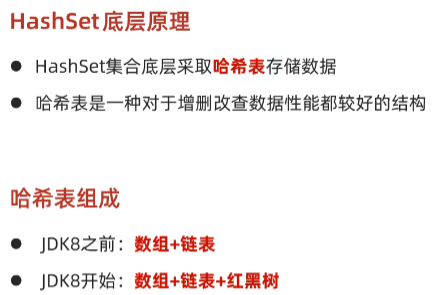 HashSet底层原理
● HashSet集合底层采取哈希表存储数据
● 哈希表是一种对于增删改查数据性能都较好的结构
哈希表组成
● JDK8之前：数组+链表
● JDK8开始：数组+链表+红黑树